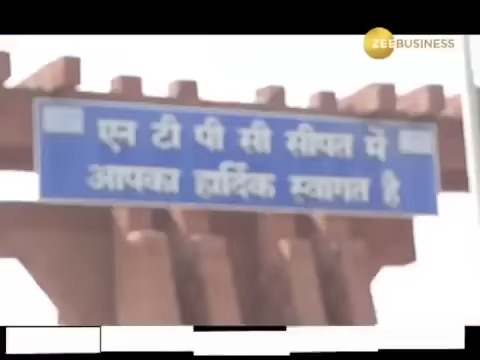 ZEEBUSINESS
एन टी पी सी सीपत में
आपका हार्दिक स्वागत है